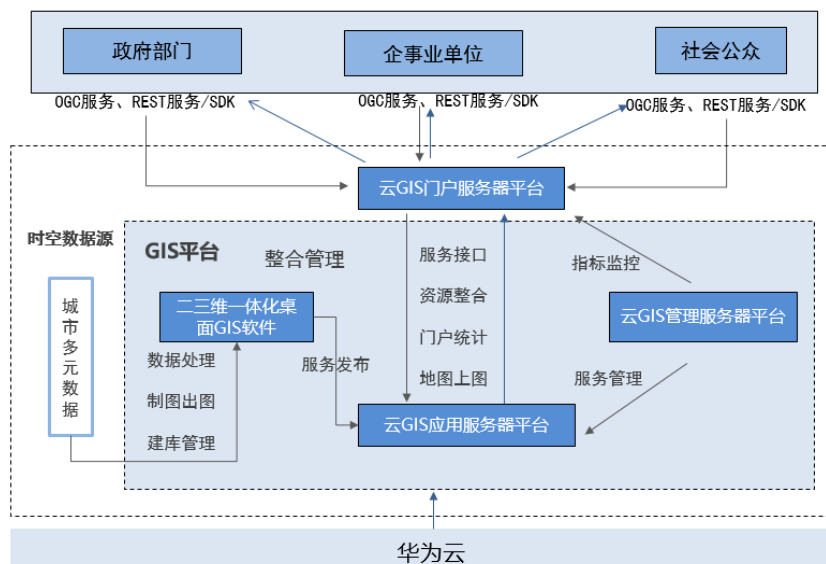 政府部门
企事业单位
社会公众
OGC服务、REST服务/SDK
OGC服务、REST服务/SDK
OGC服务、REST服务/SDK
云GIS门户服务器平台
时空数据源
GIS平台
整合管理
服务接口
资源整合
门户统计
地图上图
指标监控
城市多元数据
二三维一体化桌
面GIS软件
云GIS管理服务器平台
数据处理
制图出图
建库管理
服务发布
服务管理
云GIS应用服务器平台
华为云